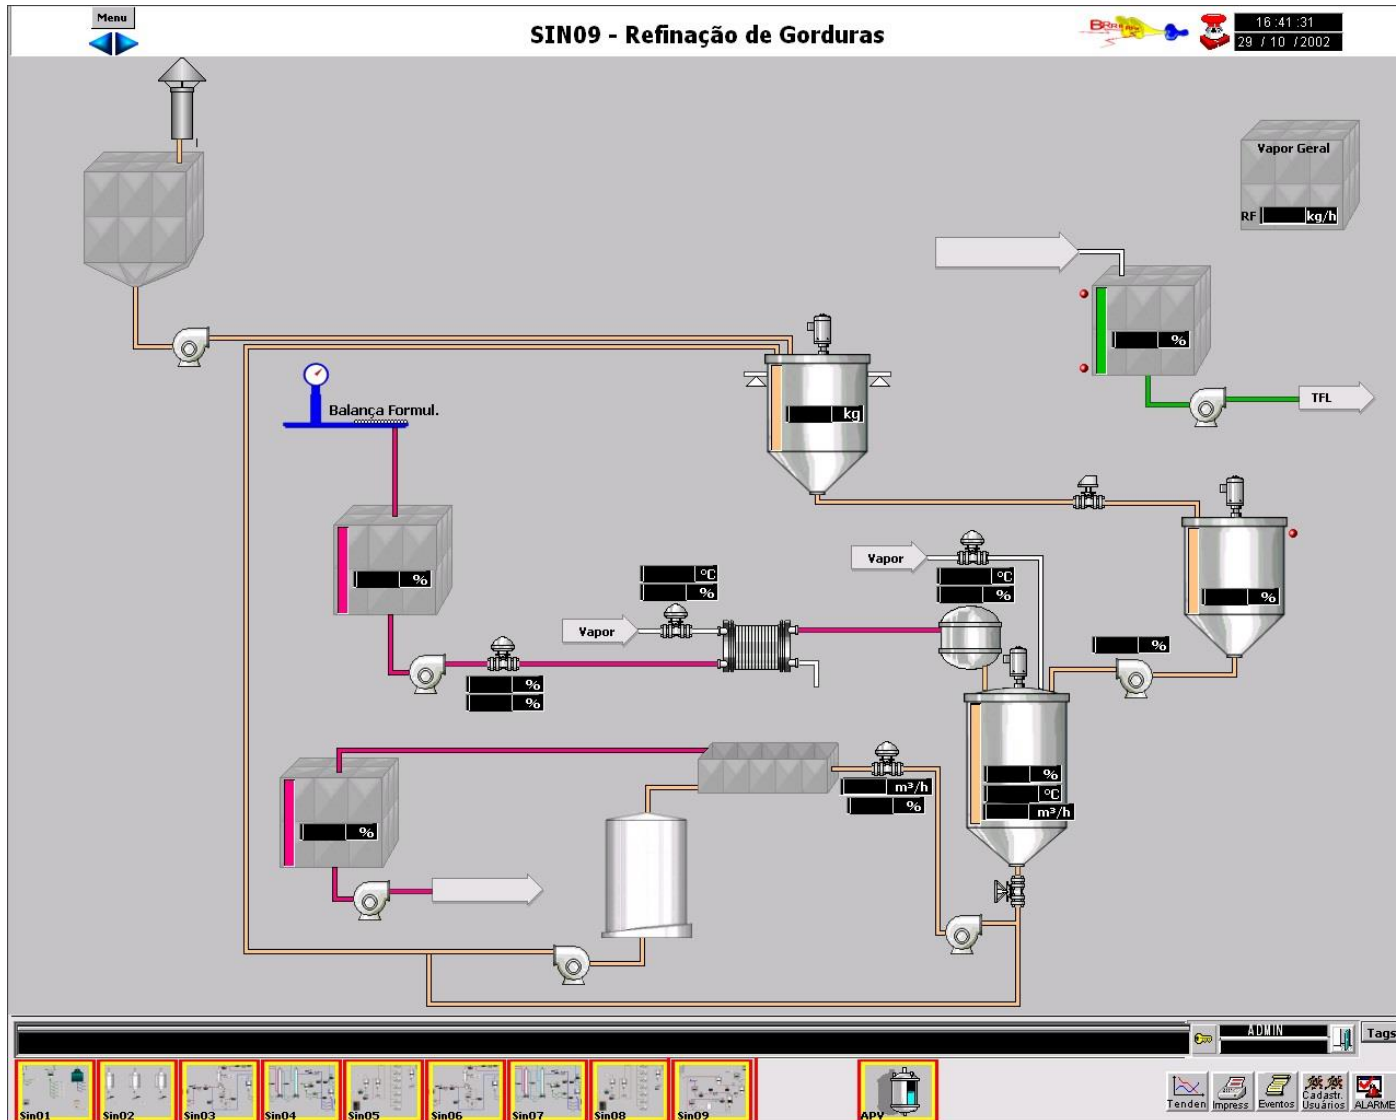 Menu
SIN09 - Refinação de Gorduras
16:41:31
29 / 10 /2002
Vapor Geral
RF kg/h
%
TFL
Balança Formul.
kg
%
Vapor
°C
%
°C
%
Vapor
%
%
%
%
%
m³/h
%
%
°C
m³/h
%
ADMIN
Tags
Sin01
Sin02
Sin03
Sin04
Sin05
Sin06
Sin07
Sin08
Sin09
APV
Tenden
Impress
Eventos
Cadastr.
Usuários
ALARME